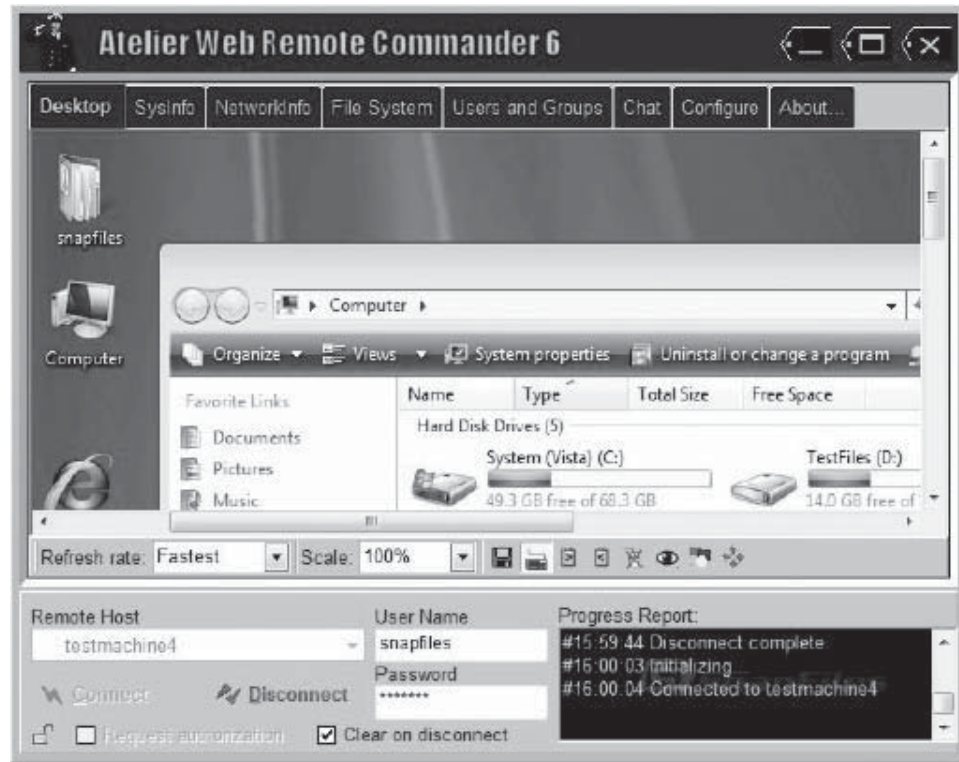 Atelier Web Remote Commander 6
Desktop SysInfo NetworkInfo File System Users and Groups Chat Configure About...
snapfiles
Computer
Computer
Organize Views System properties Uninstall or change a program
Favorite Links
Documents
Pictures
Music
Name Type Total Size Free Space
Hard Disk Drives (5)
System (Vista) (C:)
49.3 GB free of 68.3 GB
TestFiles (D:)
14.0 GB free of
Refresh rate: Fastest Scale: 100%
Remote Host
testmachine4
Connect Disconnect
Request authorization Clear on disconnect
User Name
snapfiles
Password
*******
Progress Report:
#15:59:44 Disconnect complete
#16:00:03 Initializing
#16:00:04 Connected to testmachine4